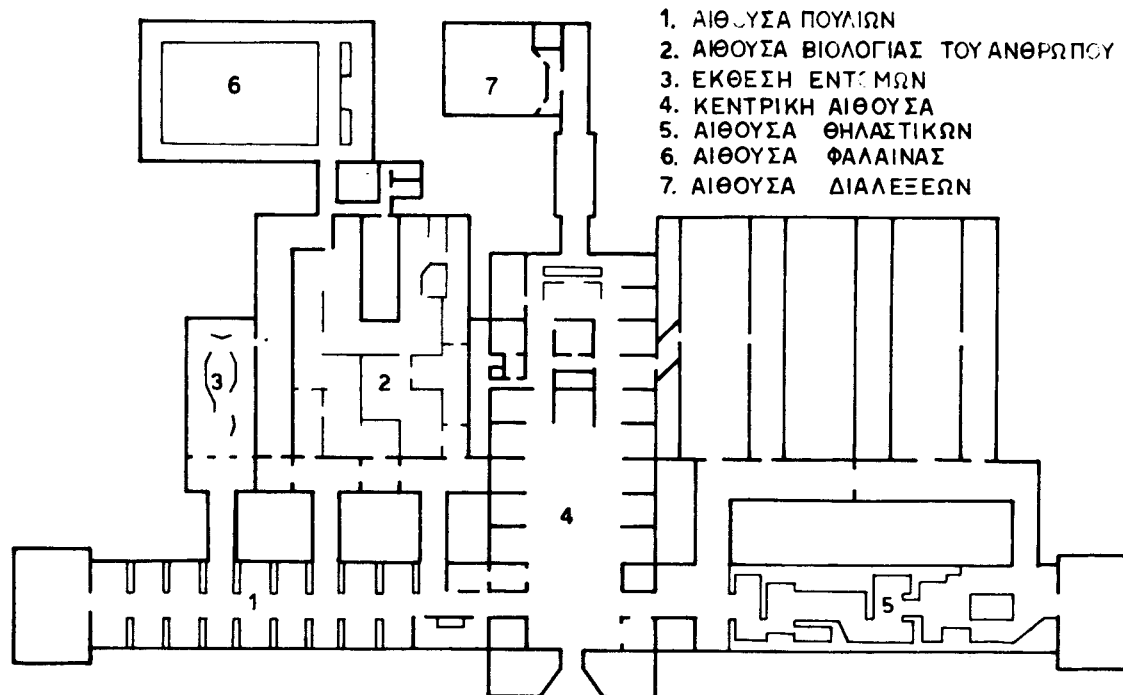 1. ΑΙΘΟΥΣΑ ΠΟΥΛΙΩΝ
2. ΑΙΘΟΥΣΑ ΒΙΟΛΟΓΙΑΣ ΤΟΥ ΑΝΘΡΩΠΟΥ
3. ΕΚΘΕΣΗ ΕΝΤΟΜΩΝ
4. ΚΕΝΤΡΙΚΗ ΑΙΘΟΥΣΑ
5. ΑΙΘΟΥΣΑ ΘΗΛΑΣΤΙΚΩΝ
6. ΑΙΘΟΥΣΑ ΦΑΛΑΙΝΑΣ
7. ΑΙΘΟΥΣΑ ΔΙΑΛΕΞΕΩΝ
6
7
3
2
4
1
5